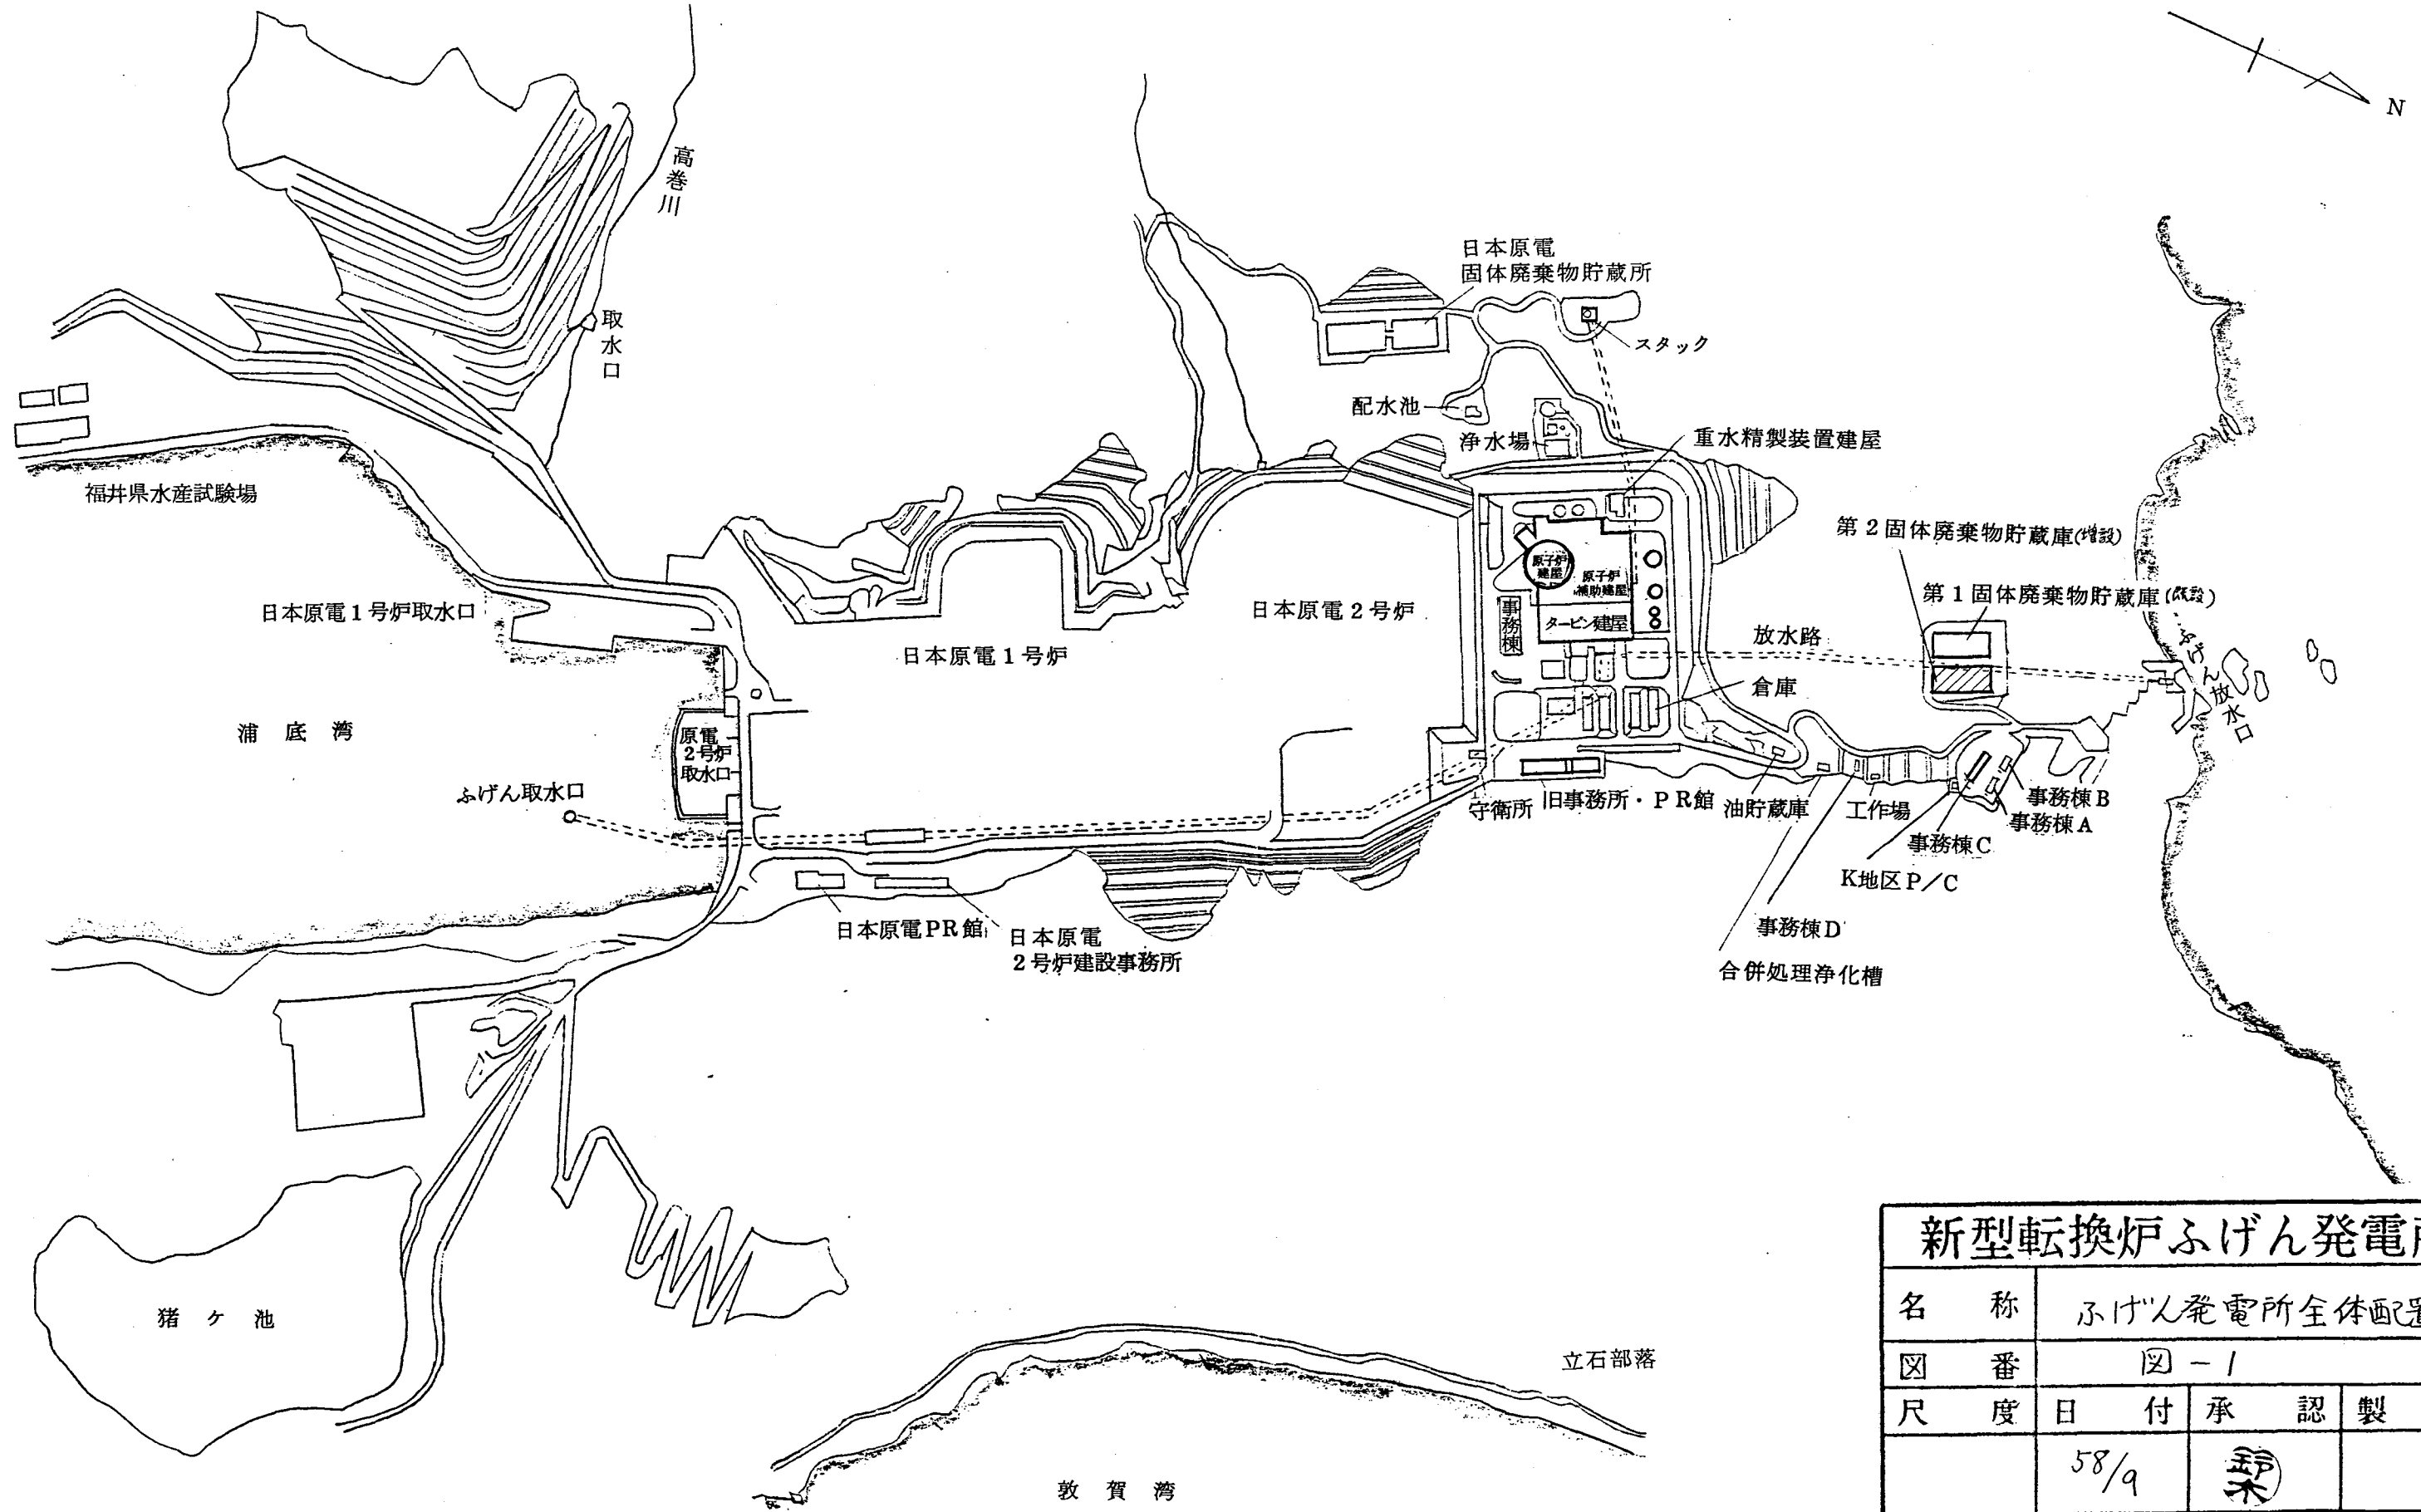 N
高巻川
取水口
日本原電
固体廃棄物貯蔵所
スタック
配水池
浄水場
重水精製装置建屋
福井県水産試験場
第2固体廃棄物貯蔵庫(増設)
第1固体廃棄物貯蔵庫(既設)
原子炉
建屋
原子炉
補助建屋
タービン建屋
事務棟
日本原電1号炉取水口
日本原電1号炉
日本原電2号炉
放水路
倉庫
ふげん放水口
浦底湾
原電
2号炉
取水口
ふげん取水口
守衛所
旧事務所・PR館
油貯蔵庫
工作場
事務棟B
事務棟A
事務棟C
K地区P/C
事務棟D
合併処理浄化槽
日本原電PR館
日本原電
2号炉建設事務所
猪ケ池
立石部落
敦賀湾
新型転換炉ふげん発電所
名称 ふげん発電所全体配置
図番 図-1
尺度 日付 承認 製
58/9 鈴木